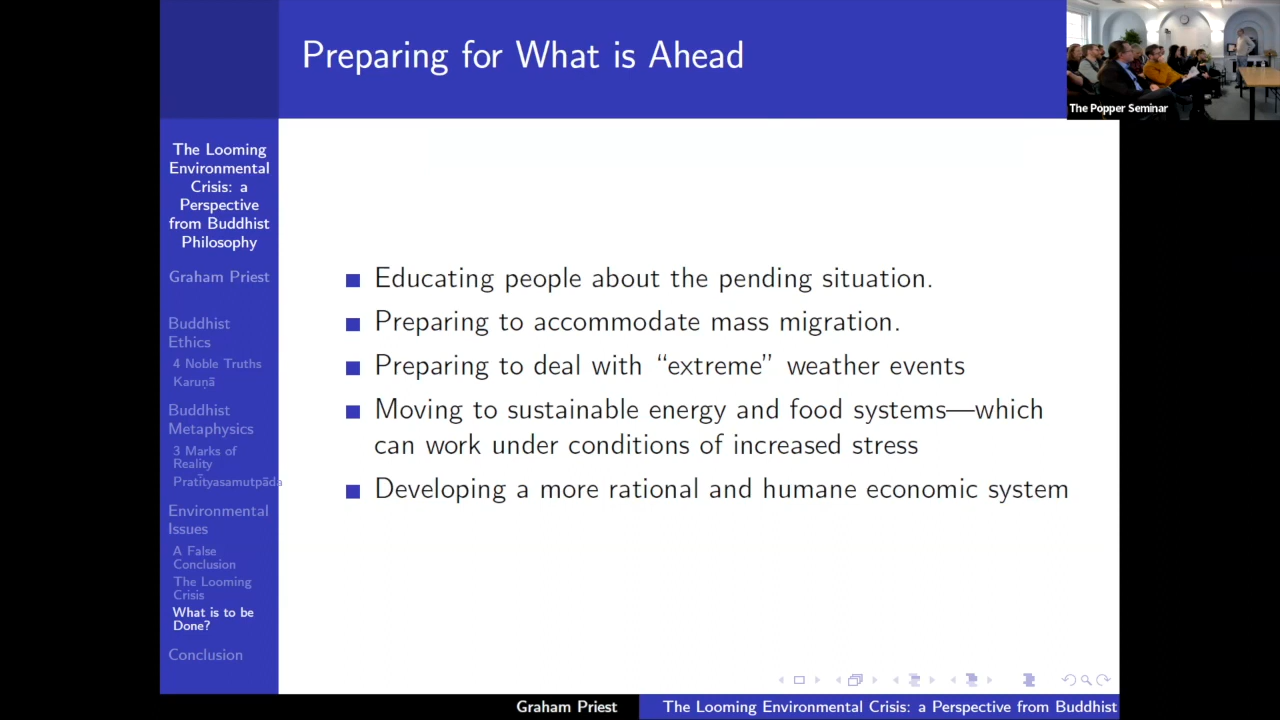 Preparing for What is Ahead
The Popper Seminar
The Looming
Environmental
Crisis: a
Perspective
from Buddhist
Philosophy
Graham Priest
Buddhist
Ethics
4 Noble Truths
Karuṇā
Buddhist
Metaphysics
3 Marks of
Reality
Pratītyasamutpāda
Environmental
Issues
A False
Conclusion
The Looming
Crisis
What is to be
Done?
Conclusion
Educating people about the pending situation.
Preparing to accommodate mass migration.
Preparing to deal with “extreme” weather events
Moving to sustainable energy and food systems—which
can work under conditions of increased stress
Developing a more rational and humane economic system
Graham Priest
The Looming Environmental Crisis: a Perspective from Buddhist